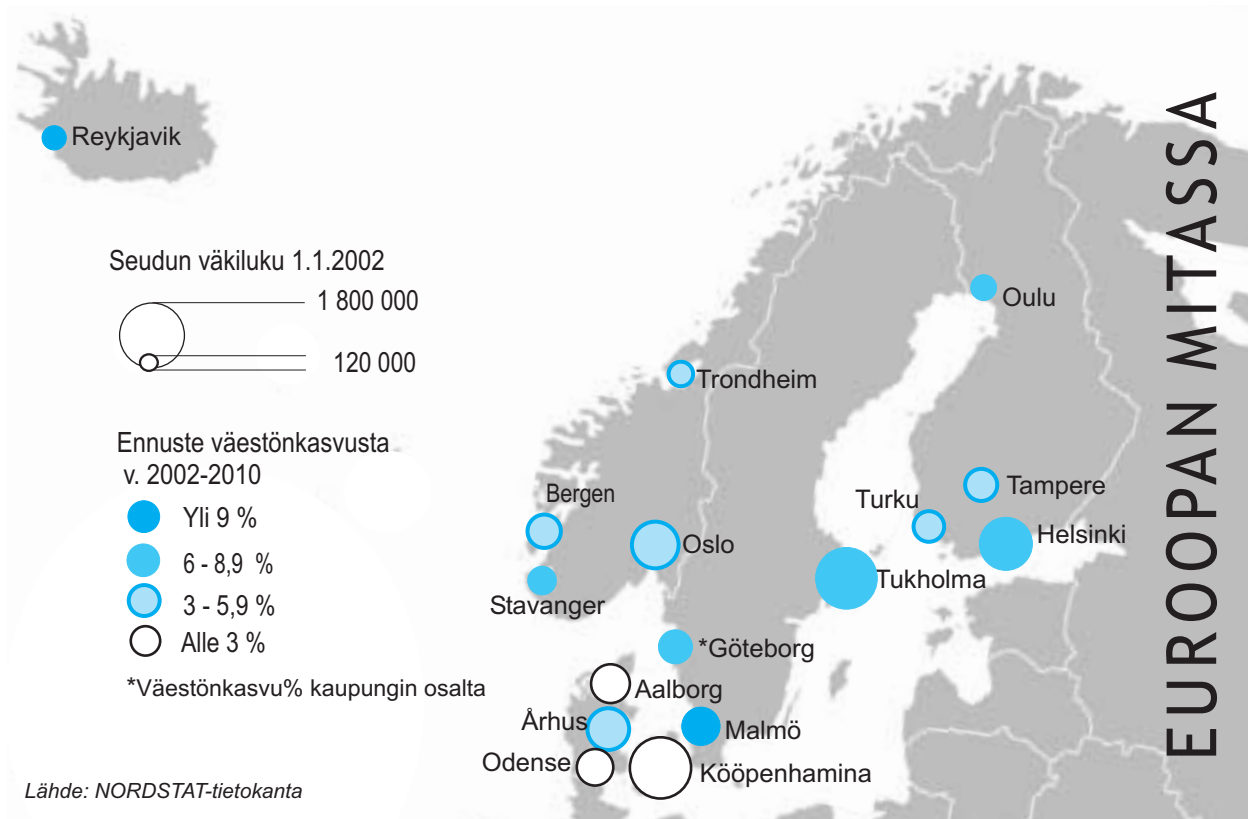 Reykjavik
Seudun väkiluku 1.1.2002
1 800 000
120 000
Ennuste väestönkasvusta
v. 2002-2010
Yli 9 %
6 - 8,9 %
3 - 5,9 %
Alle 3 %
*Väestönkasvu% kaupungin osalta
Lähde: NORDSTAT-tietokanta
Oulu
Trondheim
Bergen
Oslo
Stavanger
Turku
Tampere
Helsinki
Tukholma
*Göteborg
Aalborg
Århus
Malmö
Odense
Kööpenhamina
EUROOPAN MITASSA